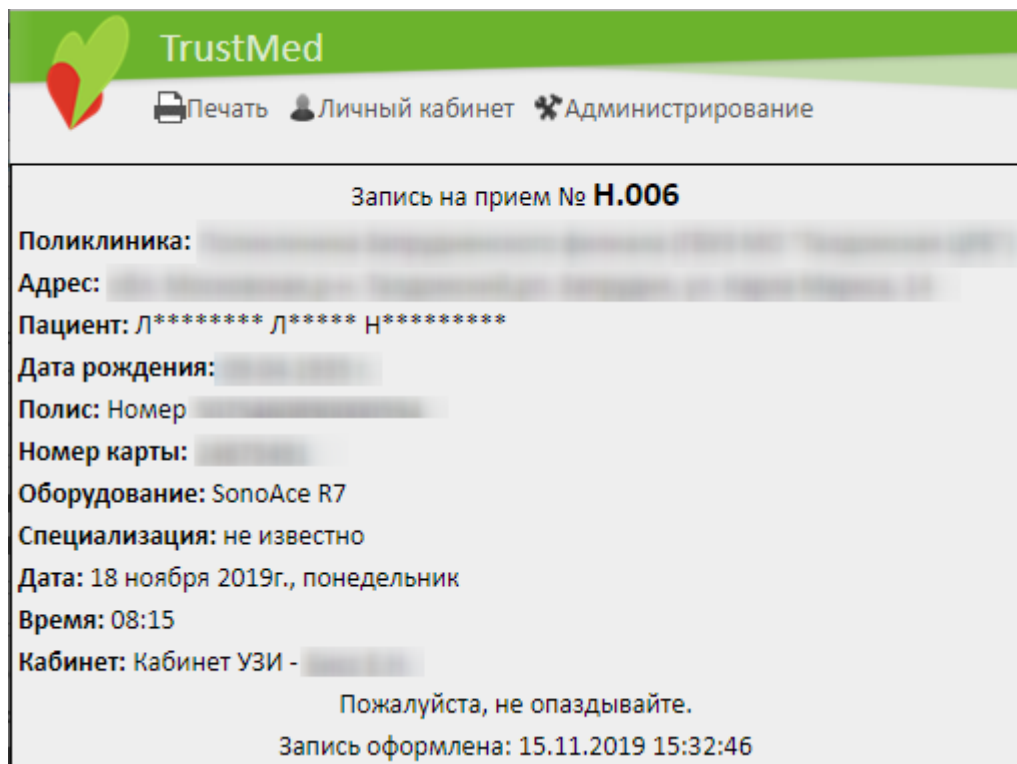 TrustMed
Печать Личный кабинет Администрирование
Запись на прием № Н.006
Поликлиника:
Адрес:
Пациент: Л******** Л***** Н*********
Дата рождения:
Полис: Номер
Номер карты:
Оборудование: SonoAce R7
Специализация: не известно
Дата: 18 ноября 2019г., понедельник
Время: 08:15
Кабинет: Кабинет УЗИ -
Пожалуйста, не опаздывайте.
Запись оформлена: 15.11.2019 15:32:46